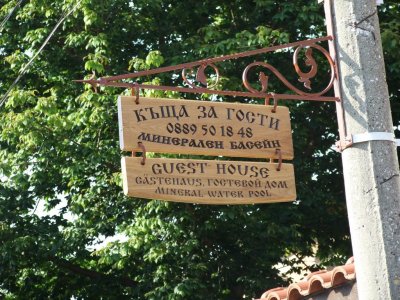 КЪЩА ЗА ГОСТИ
0889 50 18 48
МИНЕРАЛЕН БАСЕЙН
GUEST HOUSE
GÄSTEHAUS, ГОСТЕВОЙ ДОМ
MINERAL WATER POOL